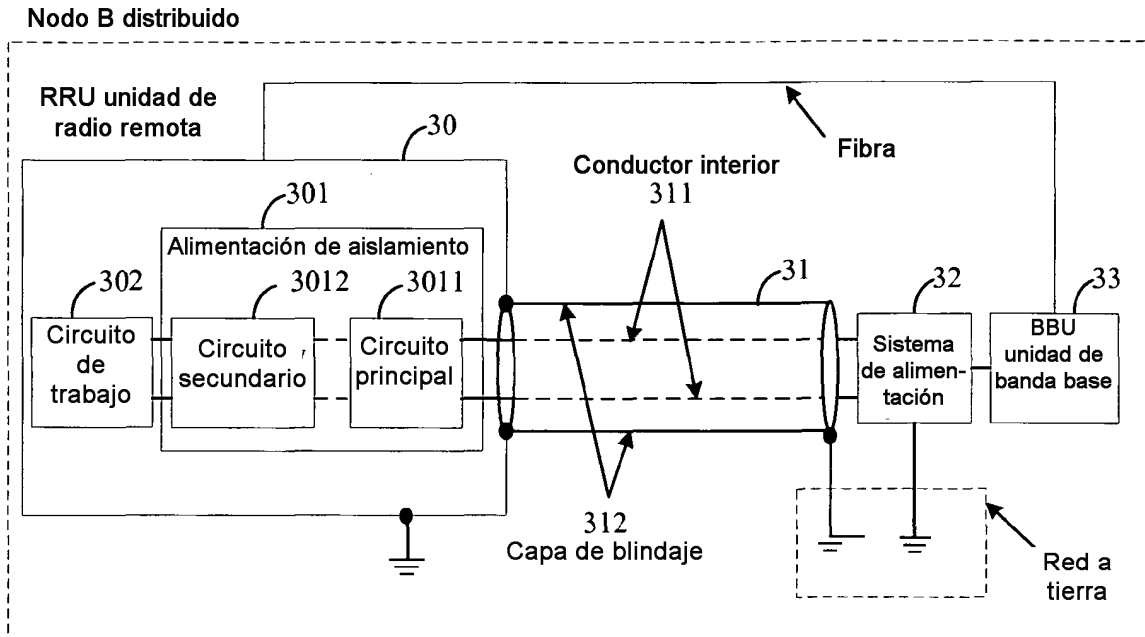 Nodo B distribuido
RRU unidad de
radio remota
30
Fibra
Conductor interior
311
301
Alimentación de aislamiento
302
3012
3011
31
32
33
Circuito
de
trabajo
Circuito
secundario
Circuito
principal
Sistema
de alimen-
tación
BBU
unidad de
banda base
312
Capa de blindaje
Red a
tierra